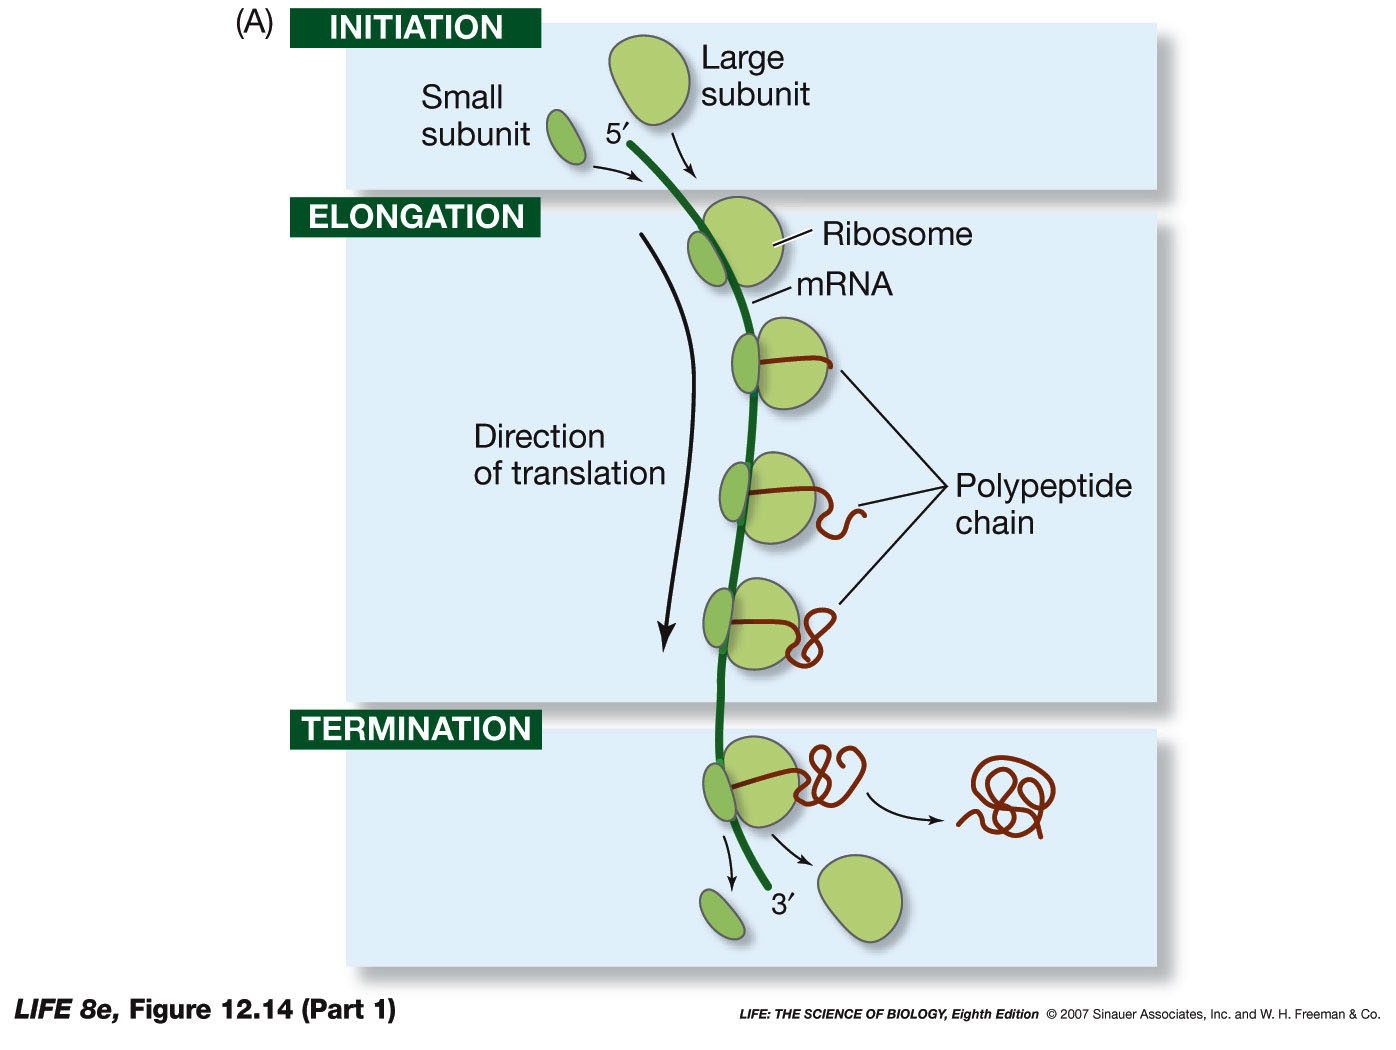 (A)
INITIATION
Large
subunit
Small
subunit
5′
ELONGATION
Ribosome
mRNA
Direction
of translation
Polypeptide
chain
TERMINATION
3′
LIFE 8e, Figure 12.14 (Part 1)
LIFE: THE SCIENCE OF BIOLOGY, Eighth Edition © 2007 Sinauer Associates, Inc. and W. H. Freeman & Co.